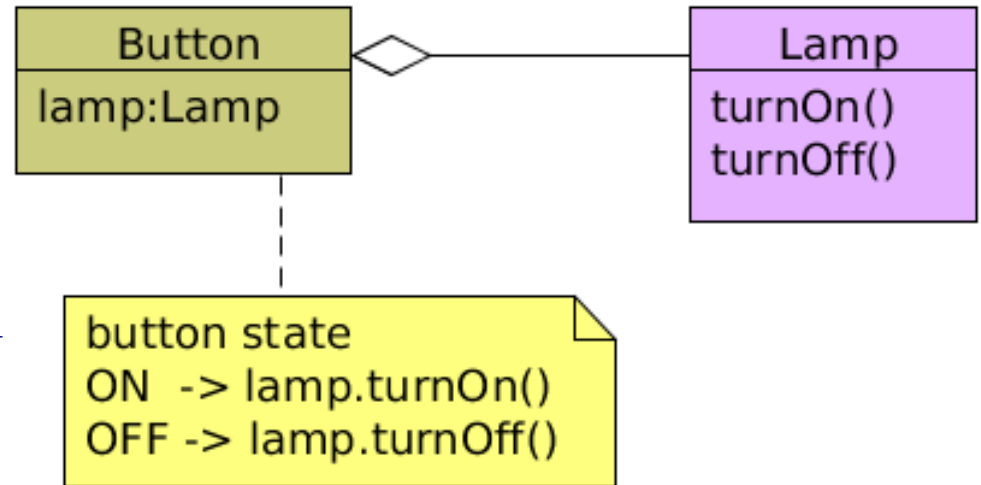 Button
lamp:Lamp
Lamp
turnOn()
turnOff()
button state
ON -> lamp.turnOn()
OFF -> lamp.turnOff()